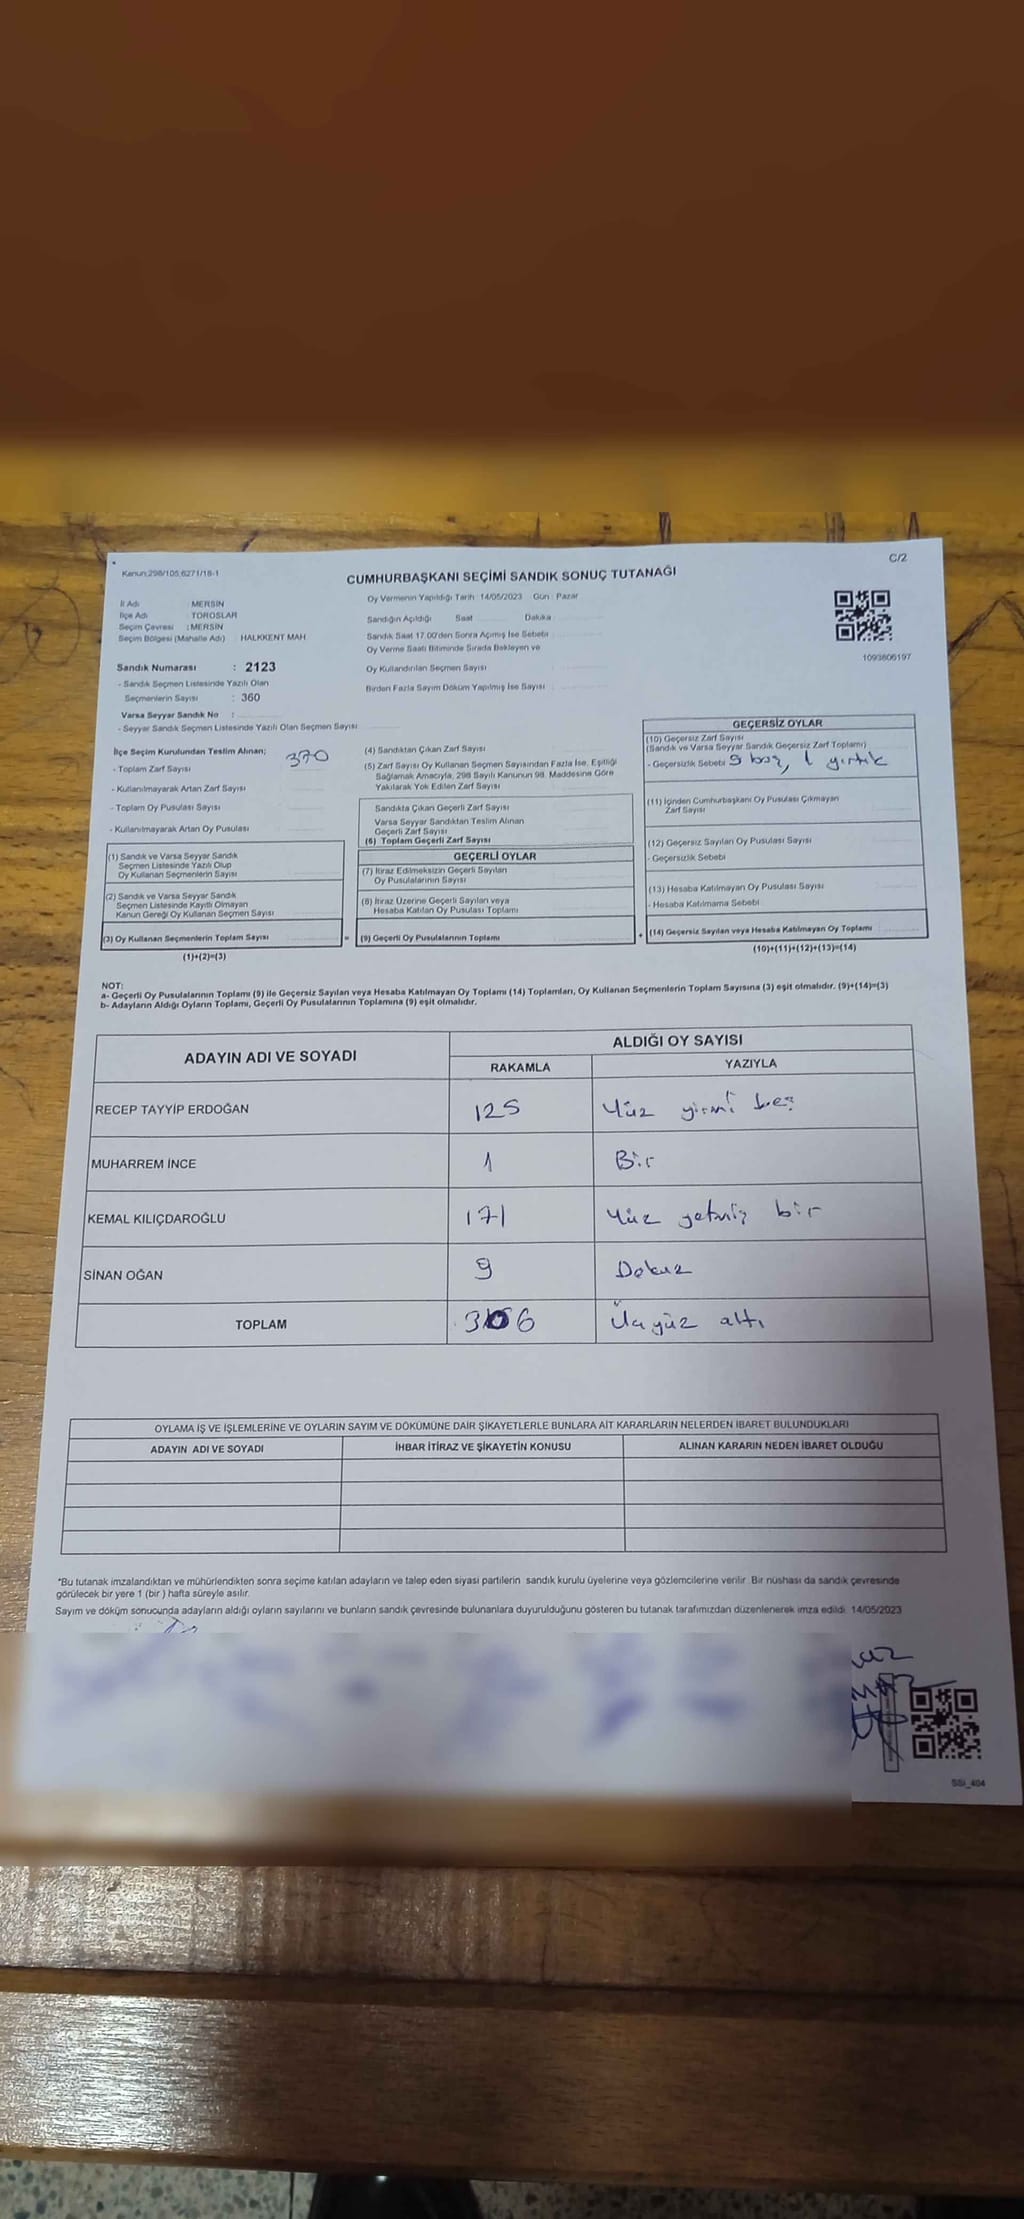 C/2
Kanun:298/105;6271/18-1
CUMHURBAŞKANI SEÇİMİ SANDIK SONUÇ TUTANAĞI
Oy Vermenin Yapıldığı Tarih : 14/05/2023 Gün : Pazar
İl Adı : MERSİN
İlçe Adı : TOROSLAR
Seçim Çevresi : MERSİN
Seçim Bölgesi (Mahalle Adı) : HALKKENT MAH
Sandığın Açıldığı Saat Dakika
Sandık Saat 17.00'den Sonra Açımış İse Sebebi
Oy Verme Saati Bitiminde Sırada Bekleyen ve
Oy Kullandırılan Seçmen Sayısı
Birden Fazla Sayım Döküm Yapılmış İse Sayısı
1093606197
Sandık Numarası : 2123
- Sandık Seçmen Listesinde Yazılı Olan
Seçmenlerin Sayısı : 360
Varsa Seyyar Sandık No :
- Seyyar Sandık Seçmen Listesinde Yazılı Olan Seçmen Sayısı
İlçe Seçim Kurulundan Teslim Alınan;
370
- Toplam Zarf Sayısı
- Kullanılmayarak Artan Zarf Sayısı
- Toplam Oy Pusulası Sayısı
- Kullanılmayarak Artan Oy Pusulası
(1) Sandık ve Varsa Seyyar Sandık
Seçmen Listesinde Yazılı Olup
Oy Kullanan Seçmenlerin Sayısı
(2) Sandık ve Varsa Seyyar Sandık
Seçmen Listesinde Kayıtlı Olmayan
Kanun Gereği Oy Kullanan Seçmen Sayısı
(3) Oy Kullanan Seçmenlerin Toplam Sayısı
(1)+(2)=(3)
(4) Sandıktan Çıkan Zarf Sayısı
(5) Zarf Sayısı Oy Kullanan Seçmen Sayısından Fazla İse, Eşitliği
Sağlamak Amacıyla, 298 Sayılı Kanunun 98. Maddesine Göre
Yakılarak Yok Edilen Zarf Sayısı
Sandıkta Çıkan Geçerli Zarf Sayısı
Varsa Seyyar Sandıktan Teslim Alınan
Geçerli Zarf Sayısı
(6) Toplam Geçerli Zarf Sayısı
GEÇERLİ OYLAR
(7) İtiraz Edilmeksizin Geçerli Sayılan
Oy Pusulalarının Sayısı
(8) İtiraz Üzerine Geçerli Sayılan veya
Hesaba Katılan Oy Pusulası Toplamı
= (9) Geçerli Oy Pusulalarının Toplamı
GEÇERSİZ OYLAR
(10) Geçersiz Zarf Sayısı
(Sandık ve Varsa Seyyar Sandık Geçersiz Zarf Toplamı)
- Geçersizlik Sebebi 9 boş, 1 yırtık
(11) İçinden Cumhurbaşkanı Oy Pusulası Çıkmayan
Zarf Sayısı
(12) Geçersiz Sayılan Oy Pusulası Sayısı
- Geçersizlik Sebebi
(13) Hesaba Katılmayan Oy Pusulası Sayısı
- Hesaba Katılmama Sebebi
+ (14) Geçersiz Sayılan veya Hesaba Katılmayan Oy Toplamı
(10)+(11)+(12)+(13)=(14)
NOT:
a- Geçerli Oy Pusulalarının Toplamı (9) ile Geçersiz Sayılan veya Hesaba Katılmayan Oy Toplamı (14) Toplamları, Oy Kullanan Seçmenlerin Toplam Sayısına (3) eşit olmalıdır. (9)+(14)=(3)
b- Adayların Aldığı Oyların Toplamı, Geçerli Oy Pusulalarının Toplamına (9) eşit olmalıdır.
ADAYIN ADI VE SOYADI
ALDIĞI OY SAYISI
RAKAMLA YAZIYLA
RECEP TAYYİP ERDOĞAN 125 Yüz yirmi beş
MUHARREM İNCE 1 Bir
KEMAL KILIÇDAROĞLU 171 Yüz yetmiş bir
SİNAN OĞAN 9 Dokuz
TOPLAM 306 Üçyüz altı
OYLAMA İŞ VE İŞLEMLERİNE VE OYLARIN SAYIM VE DÖKÜMÜNE DAİR ŞİKAYETLERLE BUNLARA AİT KARARLARIN NELERDEN İBARET BULUNDUKLARI
ADAYIN ADI VE SOYADI İHBAR İTİRAZ VE ŞİKAYETİN KONUSU ALINAN KARARIN NEDEN İBARET OLDUĞU
*Bu tutanak imzalandıktan ve mühürlendikten sonra seçime katılan adayların ve talep eden siyasi partilerin sandık kurulu üyelerine veya gözlemcilerine verilir. Bir nüshası da sandık çevresinde
görülecek bir yere 1 (bir ) hafta süreyle asılır.
Sayım ve döküm sonucunda adayların aldığı oyların sayılarını ve bunların sandık çevresinde bulunanlara duyurulduğunu gösteren bu tutanak tarafımızdan düzenlenerek imza edildi. 14/05/2023
SSI_404